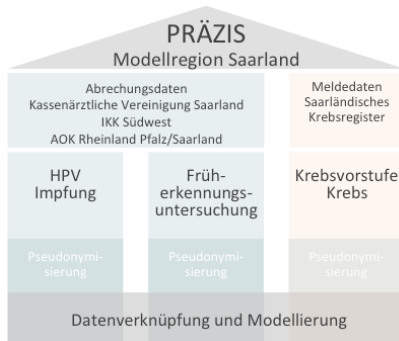 PRÄZIS
Modellregion Saarland
Abrechungsdaten
Kassenärztliche Vereinigung Saarland
IKK Südwest
AOK Rheinland Pfalz/Saarland
Meldedaten
Saarländisches
Krebsregister
HPV
Impfung
Früh-
erkennungs-
untersuchung
Krebsvorstufe
Krebs
Pseudonymi-
sierung
Pseudonymi-
sierung
Pseudonymi-
sierung
Datenverknüpfung und Modellierung